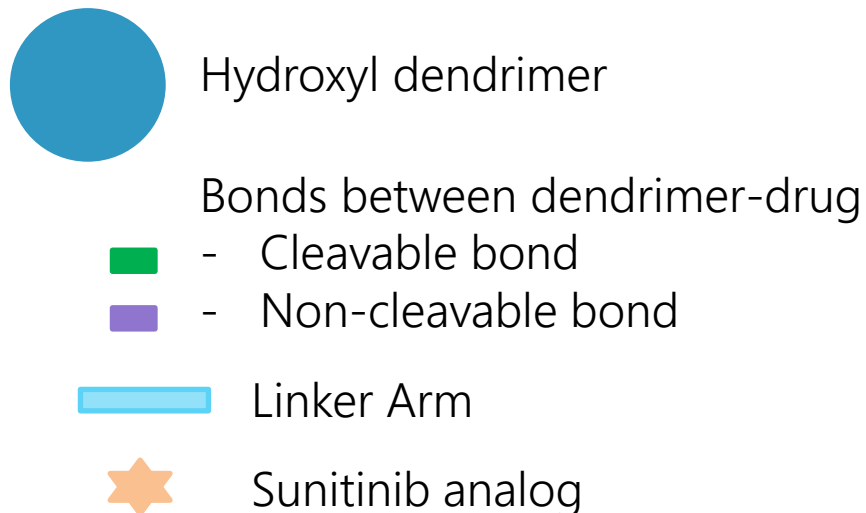 Hydroxyl dendrimer
Bonds between dendrimer-drug
- Cleavable bond
- Non-cleavable bond
Linker Arm
Sunitinib analog